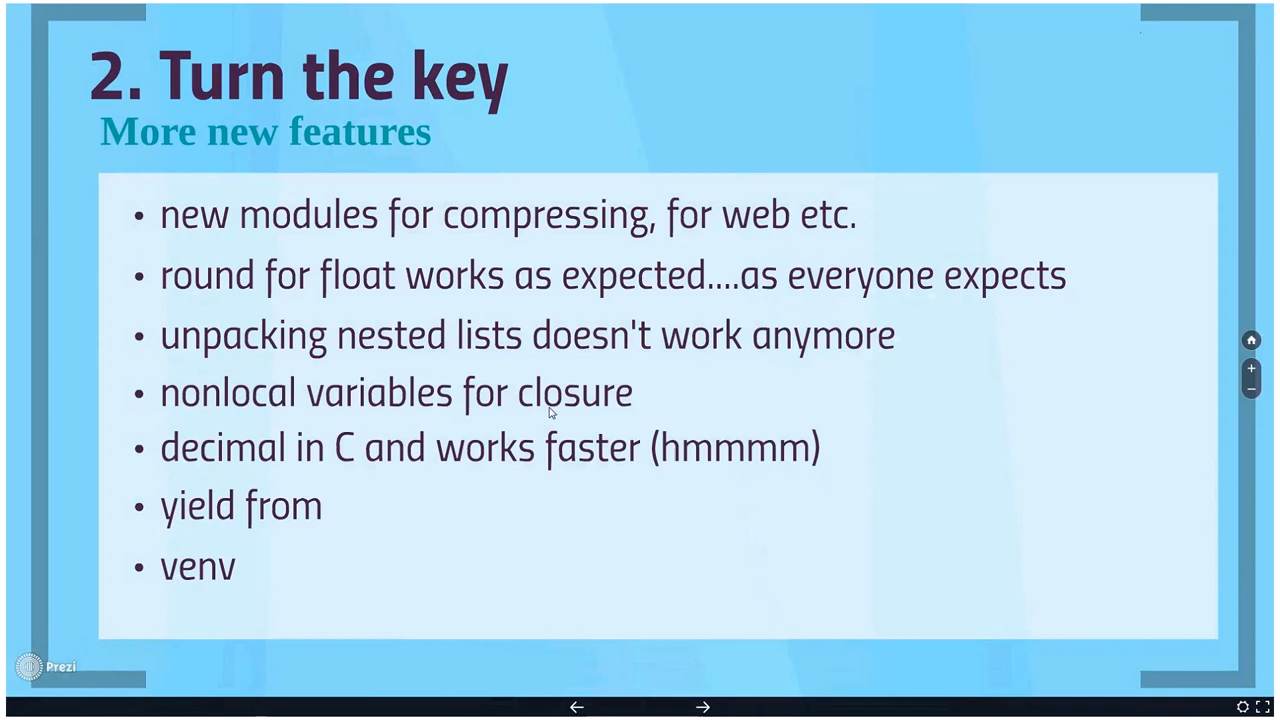 2. Turn the key
More new features
• new modules for compressing, for web etc.
• round for float works as expected....as everyone expects
• unpacking nested lists doesn't work anymore
• nonlocal variables for closure
• decimal in C and works faster (hmmmm)
• yield from
• venv
Prezi